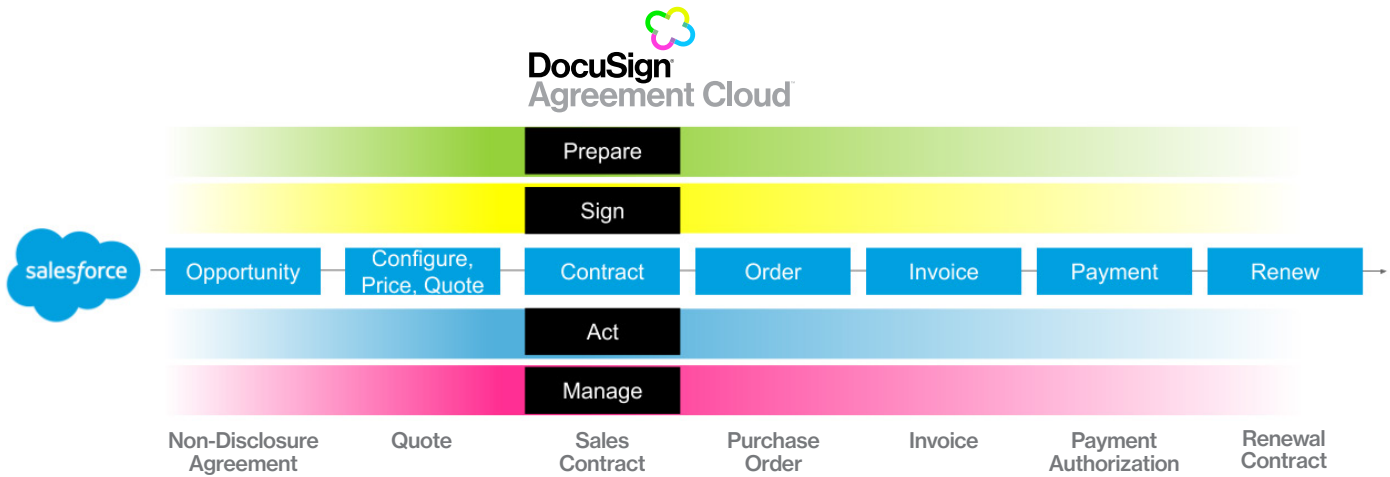 DocuSign
Agreement Cloud™
Prepare
Sign
salesforce
Opportunity
Configure,
Price, Quote
Contract
Order
Invoice
Payment
Renew
Act
Manage
Non-Disclosure
Agreement
Quote
Sales
Contract
Purchase
Order
Invoice
Payment
Authorization
Renewal
Contract